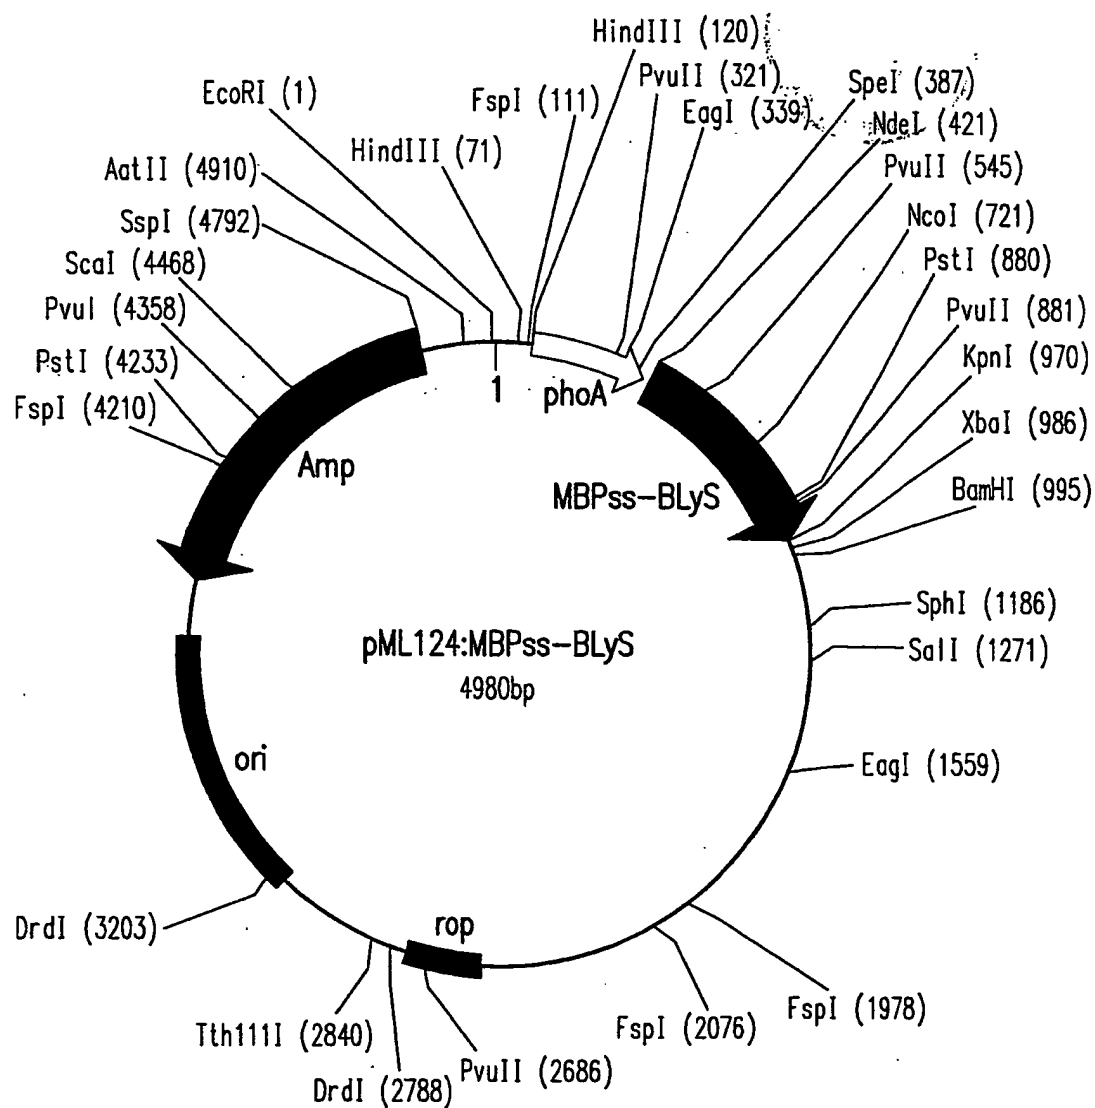 HindIII (120)
PvuII (321)
EcoRI (1)
FspI (111)
SpeI (387)
EagI (339)
NdeI (421)
HindIII (71)
AatII (4910)
PvuII (545)
SspI (4792)
NcoI (721)
ScaI (4468)
PstI (880)
PvuI (4358)
PvuII (881)
PstI (4233)
KpnI (970)
FspI (4210)
1
phoA
XbaI (986)
Amp
MBPss-BLyS
BamHI (995)
SphI (1186)
pML124:MBPss-BLyS
SalI (1271)
4980bp
ori
EagI (1559)
DrdI (3203)
rop
FspI (1978)
Tth111I (2840)
FspI (2076)
PvuII (2686)
DrdI (2788)